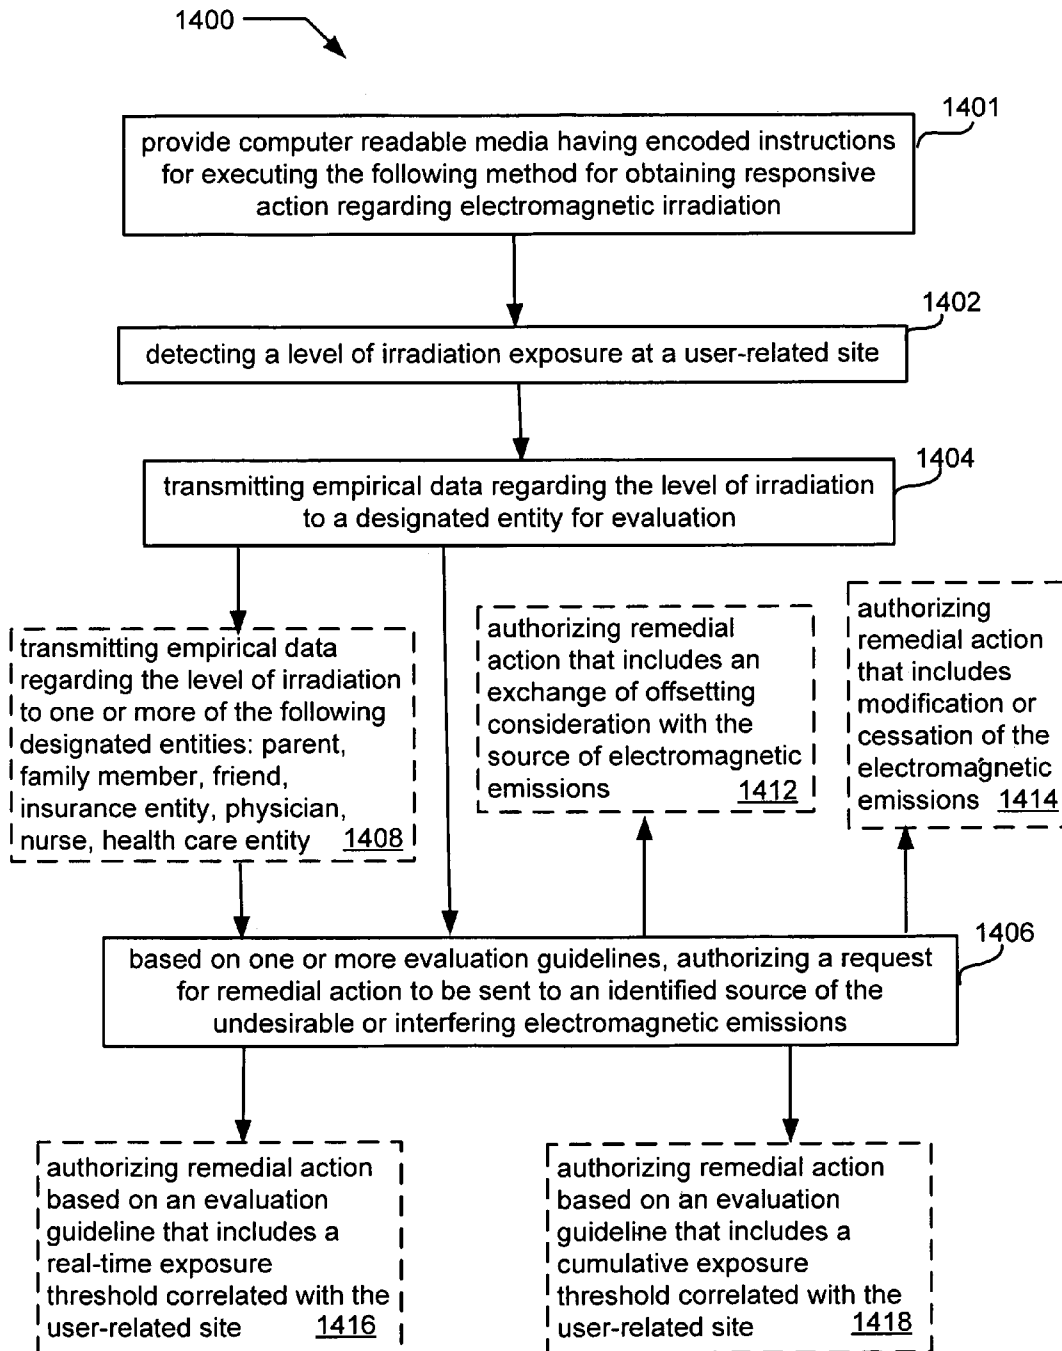 1400
1401
provide computer readable media having encoded instructions
for executing the following method for obtaining responsive
action regarding electromagnetic irradiation
1402
detecting a level of irradiation exposure at a user-related site
1404
transmitting empirical data regarding the level of irradiation
to a designated entity for evaluation
transmitting empirical data
regarding the level of irradiation
to one or more of the following
designated entities: parent,
family member, friend,
insurance entity, physician,
nurse, health care entity 1408
authorizing remedial
action that includes an
exchange of offsetting
consideration with the
source of electromagnetic
emissions 1412
authorizing
remedial action
that includes
modification or
cessation of the
electromagnetic
emissions 1414
1406
based on one or more evaluation guidelines, authorizing a request
for remedial action to be sent to an identified source of the
undesirable or interfering electromagnetic emissions
authorizing remedial action
based on an evaluation
guideline that includes a
real-time exposure
threshold correlated with the
user-related site 1416
authorizing remedial action
based on an evaluation
guideline that includes a
cumulative exposure
threshold correlated with the
user-related site 1418